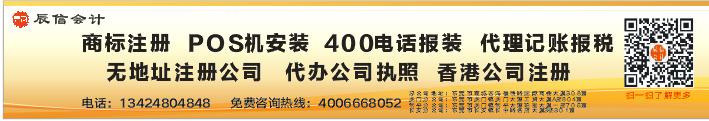 辰信会计
商标注册 POS机安装 400电话报装 代理记账报税
无地址注册公司 代办公司执照 香港公司注册
电话：13424804848 免费咨询热线：4006668052
扫一扫了解更多